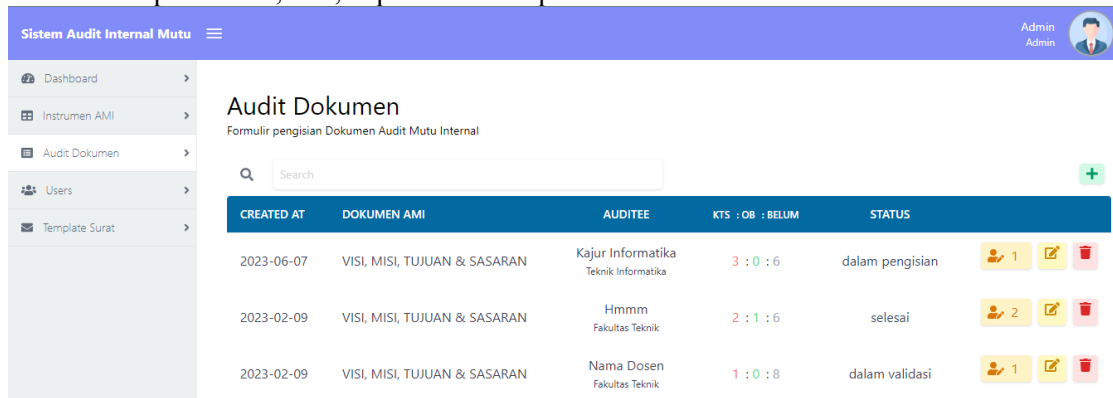 Sistem Audit Internal Mutu
Admin
Admin
Dashboard
Instrumen AMI
Audit Dokumen
Users
Template Surat
Audit Dokumen
Formulir pengisian Dokumen Audit Mutu Internal
Search
CREATED AT DOKUMEN AMI AUDITEE KTS : OB : BELUM STATUS
2023-06-07 VISI, MISI, TUJUAN & SASARAN Kajur Informatika 3 : 0 : 6 dalam pengisian 1
Teknik Informatika
2023-02-09 VISI, MISI, TUJUAN & SASARAN Hmmm 2 : 1 : 6 selesai 2
Fakultas Teknik
2023-02-09 VISI, MISI, TUJUAN & SASARAN Nama Dosen 1 : 0 : 8 dalam validasi 1
Fakultas Teknik